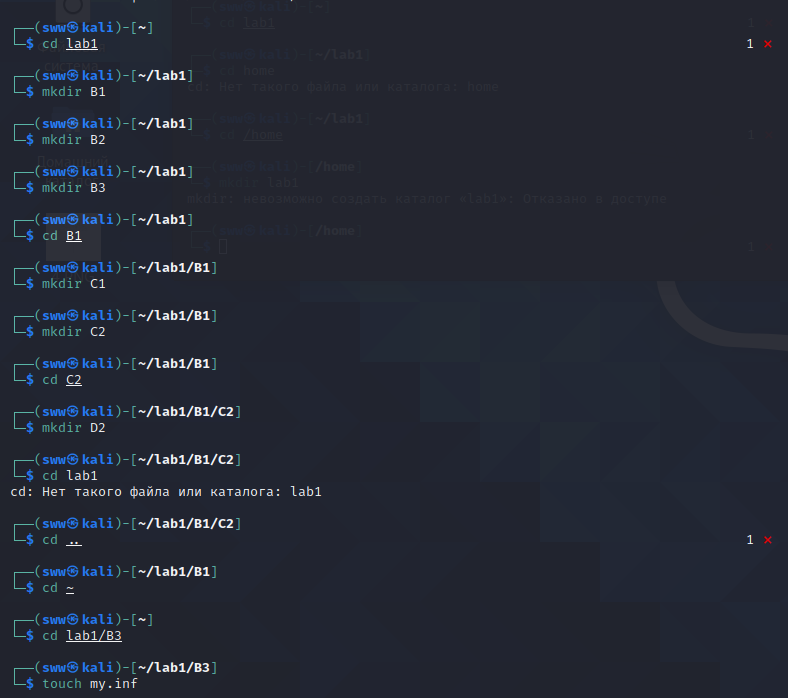 ┌──(sww㉿kali)-[~]
└─$ cd lab1
1 ⨯
┌──(sww㉿kali)-[~/lab1]
└─$ mkdir B1
┌──(sww㉿kali)-[~/lab1]
└─$ mkdir B2
┌──(sww㉿kali)-[~/lab1]
└─$ mkdir B3
┌──(sww㉿kali)-[~/lab1]
└─$ cd B1
┌──(sww㉿kali)-[~/lab1/B1]
└─$ mkdir C1
┌──(sww㉿kali)-[~/lab1/B1]
└─$ mkdir C2
┌──(sww㉿kali)-[~/lab1/B1]
└─$ cd C2
┌──(sww㉿kali)-[~/lab1/B1/C2]
└─$ mkdir D2
┌──(sww㉿kali)-[~/lab1/B1/C2]
└─$ cd lab1
cd: Нет такого файла или каталога: lab1
┌──(sww㉿kali)-[~/lab1/B1/C2]
└─$ cd ..
1 ⨯
┌──(sww㉿kali)-[~/lab1/B1]
└─$ cd ~
┌──(sww㉿kali)-[~]
└─$ cd lab1/B3
┌──(sww㉿kali)-[~/lab1/B3]
└─$ touch my.inf